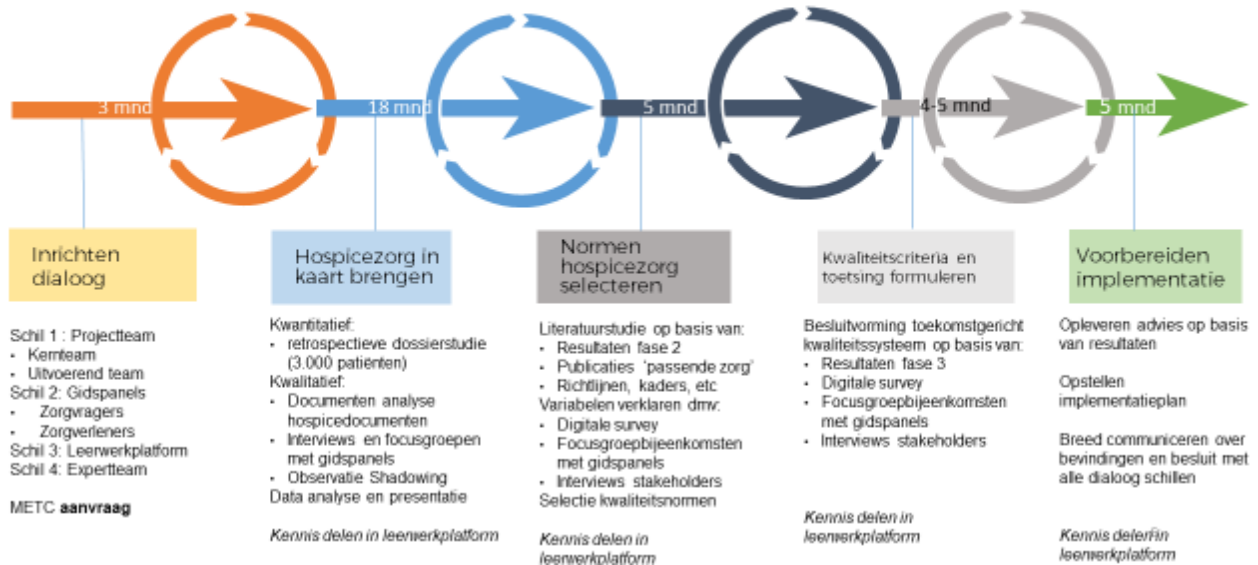 3 mnd
18 mnd
5 mnd
4-5 mnd
5 mnd
Inrichten
dialoog
Schil 1 : Projectteam
• Kernteam
• Uitvoerend team
Schil 2: Gidspanels
• Zorgvragers
• Zorgverleners
Schil 3: Leerwerkplatform
Schil 4: Expertteam
METC aanvraag
Hospicezorg in
kaart brengen
Kwantitatief:
• retrospectieve dossierstudie
(3.000 patiënten)
Kwalitatief:
• Documenten analyse
hospicedocumenten
• Interviews en focusgroepen
met gidspanels
• Observatie Shadowing
Data analyse en presentatie
Kennis delen in leerwerkplatform
Normen
hospicezorg
selecteren
Literatuurstudie op basis van:
• Resultaten fase 2
• Publicaties ‘passende zorg’
• Richtlijnen, kaders, etc
Variabelen verklaren dmv:
• Digitale survey
• Focusgroepbijeenkomsten
met gidspanels
• Interviews stakeholders
Selectie kwaliteitsnormen
Kennis delen in
leerwerkplatform
Kwaliteitscriteria en
toetsing formuleren
Besluitvorming toekomstgericht
kwaliteitssysteem op basis van:
• Resultaten fase 3
• Digitale survey
• Focusgroepbijeenkomsten
met gidspanels
• Interviews stakeholders
Kennis delen in
leerwerkplatform
Voorbereiden
implementatie
Opleveren advies op basis
van resultaten
Opstellen
implementatieplan
Breed communiceren over
bevindingen en besluit met
alle dialoog schillen
Kennis delen in
leerwerkplatform